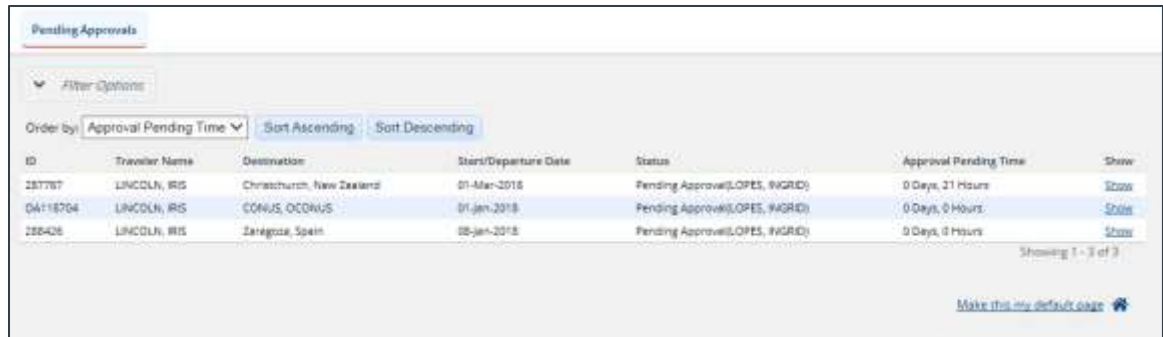 Pending Approvals
Filter Options
Order by: Approval Pending Time Sort Ascending Sort Descending
ID Traveler Name Destination Start/Departure Date Status Approval Pending Time Show
287767 LINCOLN, IRIS Christchurch, New Zealand 01-Mar-2018 Pending Approval(LOPES, INGRID) 0 Days, 21 Hours Show
OA118704 LINCOLN, IRIS CONUS, OCONUS 01-Jan-2018 Pending Approval(LOPES, INGRID) 0 Days, 0 Hours Show
288426 LINCOLN, IRIS Zaragoza, Spain 08-Jan-2018 Pending Approval(LOPES, INGRID) 0 Days, 0 Hours Show
Showing 1 - 3 of 3
Make this my default page